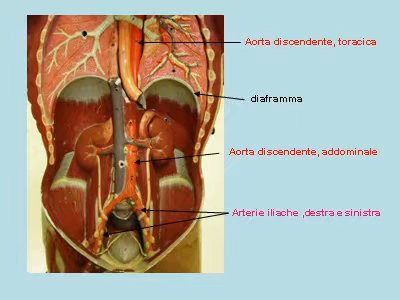 Aorta discendente, toracica
diaframma
Aorta discendente, addominale
Arterie iliache ,destra e sinistra